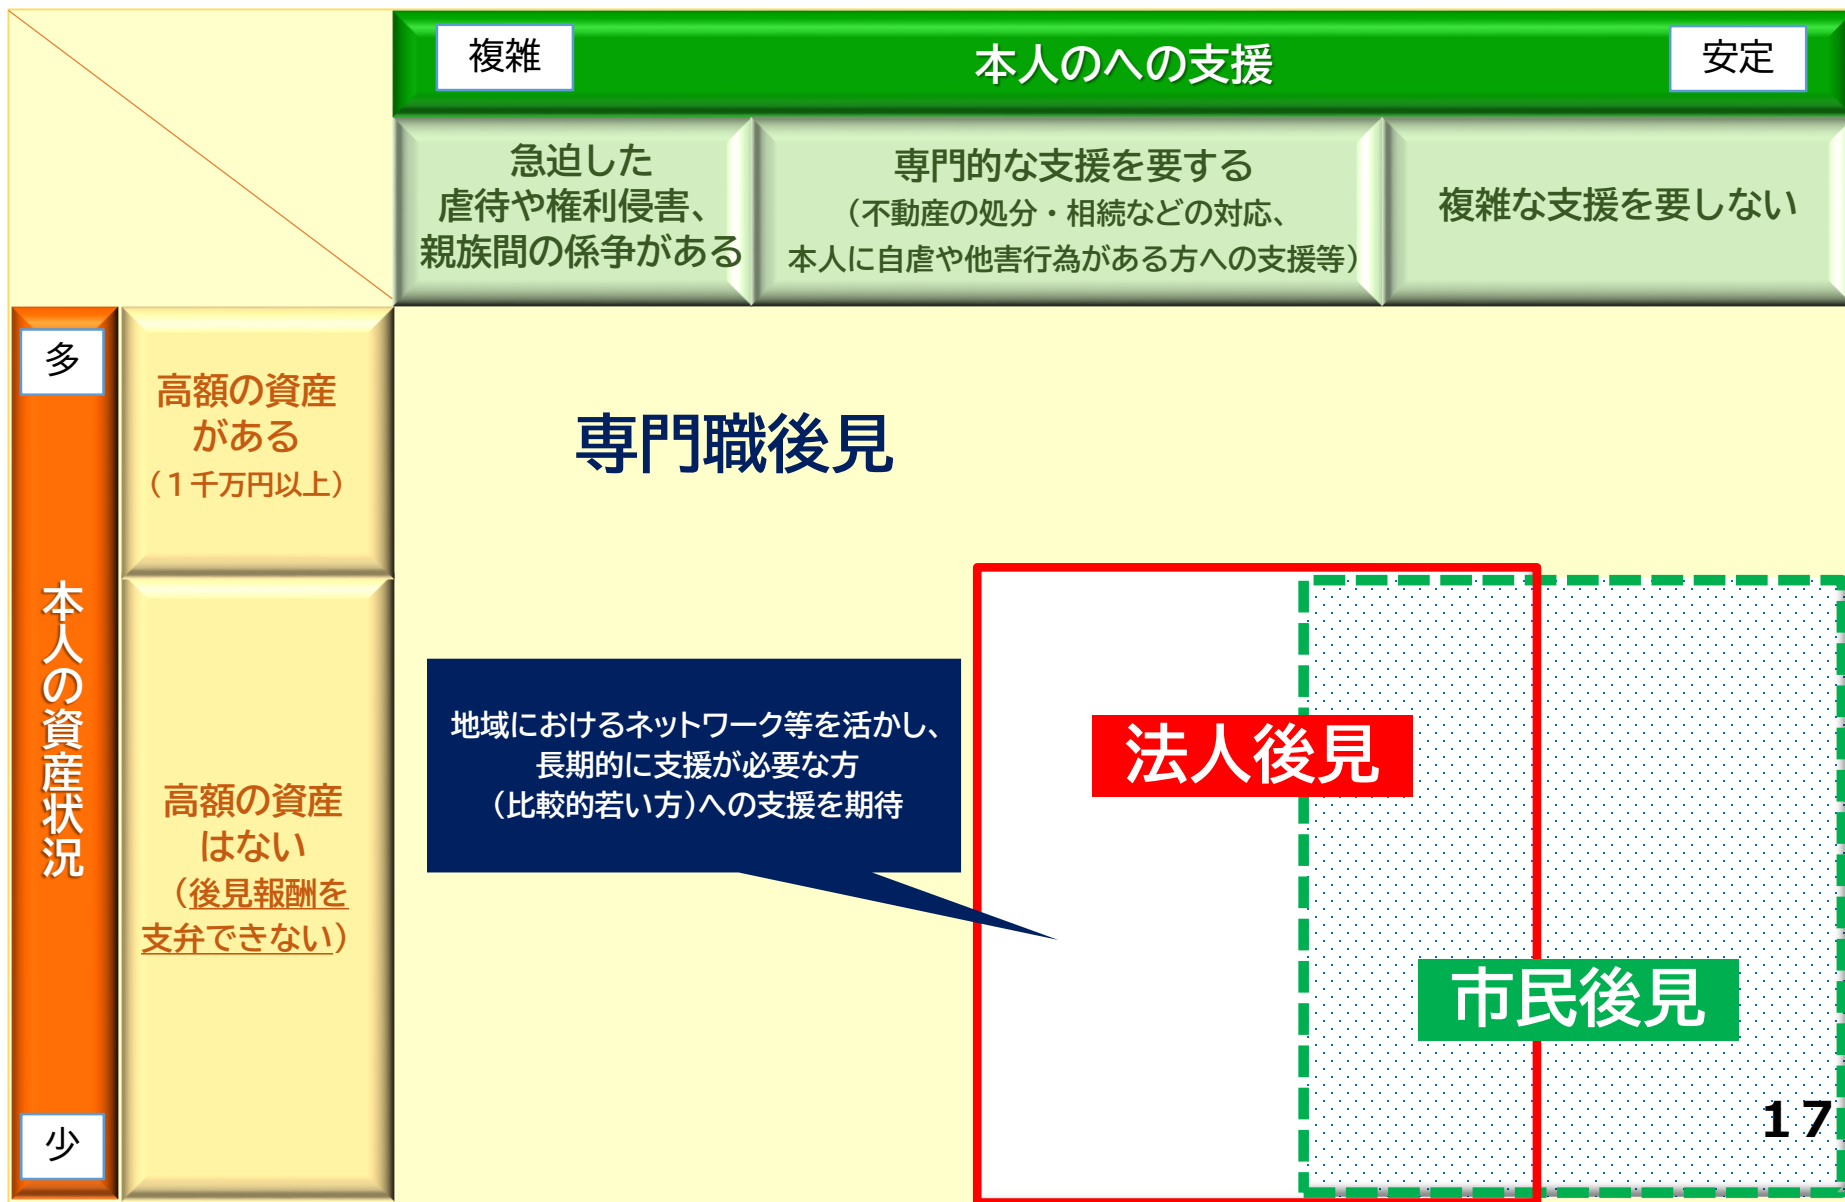 複雑
本人のへの支援
安定
急迫した
虐待や権利侵害、
親族間の係争がある
専門的な支援を要する
（不動産の処分・相続などの対応、
本人に自虐や他害行為がある方への支援等）
複雑な支援を要しない
多
本人の資産状況
少
高額の資産
がある
（１千万円以上）
高額の資産
はない
（後見報酬を
支弁できない）
専門職後見
地域におけるネットワーク等を活かし、
長期的に支援が必要な方
（比較的若い方）への支援を期待
法人後見
市民後見
17